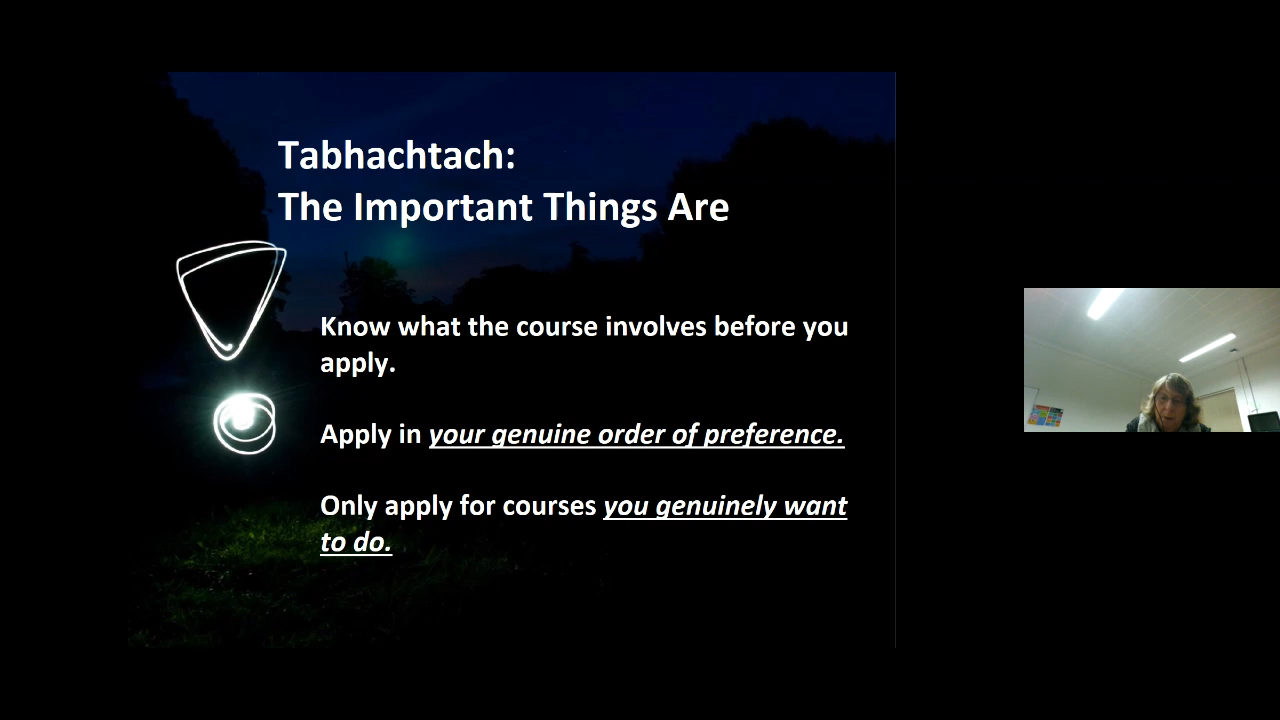 Tabhachtach:
The Important Things Are
Know what the course involves before you
apply.
Apply in your genuine order of preference.
Only apply for courses you genuinely want
to do.